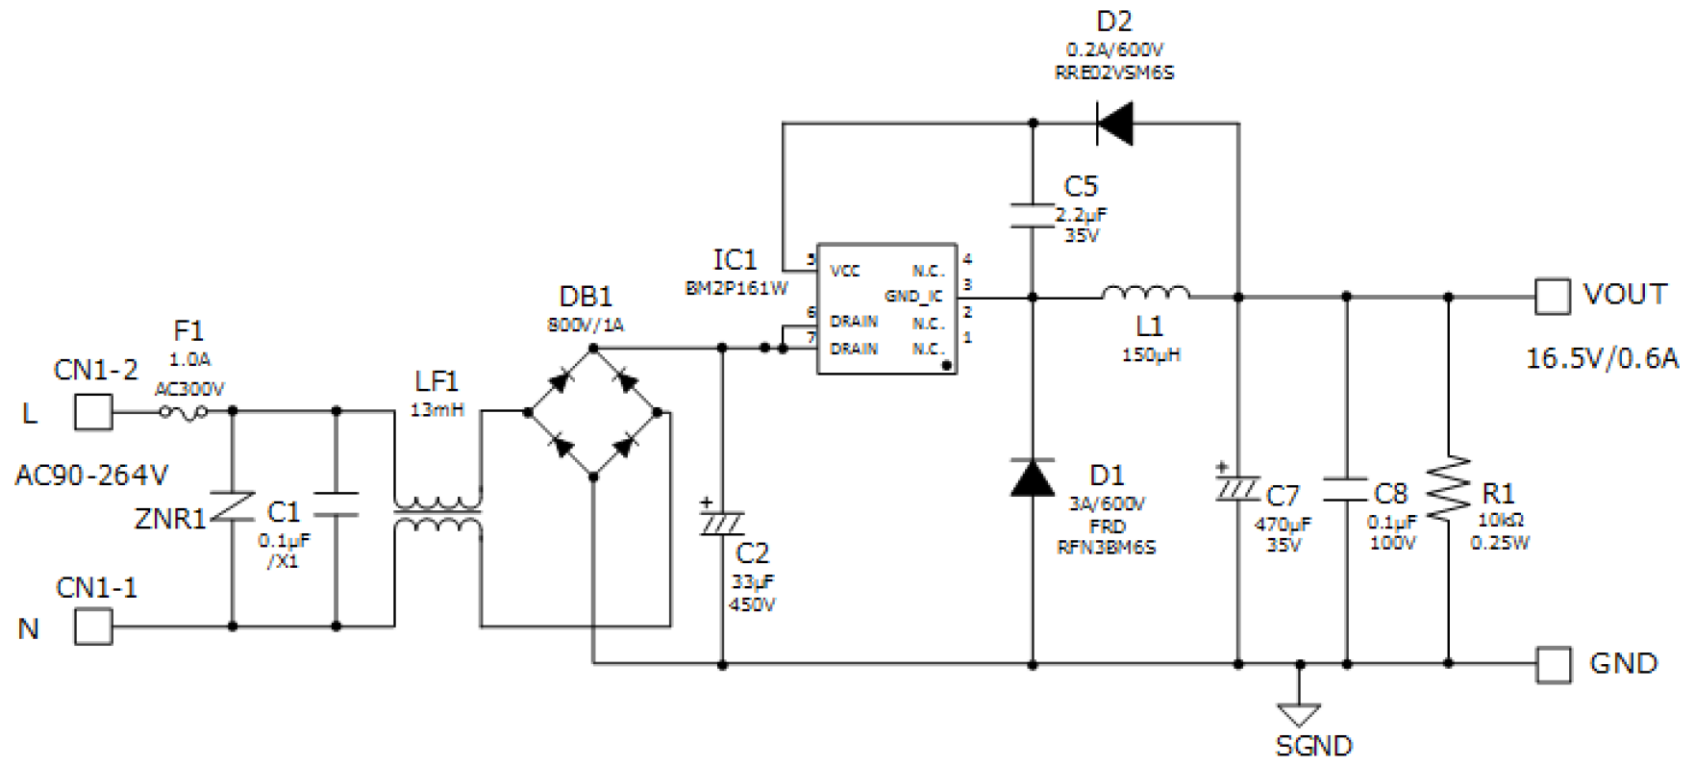 D2
0.2A/600V
RRE02VSM6S
C5
2.2µF
35V
IC1
BM2P161W
5
VCC
N.C.
4
GND_IC
3
6
DRAIN
N.C.
2
7
DRAIN
N.C.
1
DB1
800V/1A
F1
1.0A
AC300V
CN1-2
L
LF1
13mH
L1
150µH
VOUT
16.5V/0.6A
AC90-264V
ZNR1
C1
0.1µF
/X1
+
C2
33µF
450V
D1
3A/600V
FRD
RFN3BM6S
+
C7
470µF
35V
C8
0.1µF
100V
R1
10kΩ
0.25W
CN1-1
N
GND
SGND